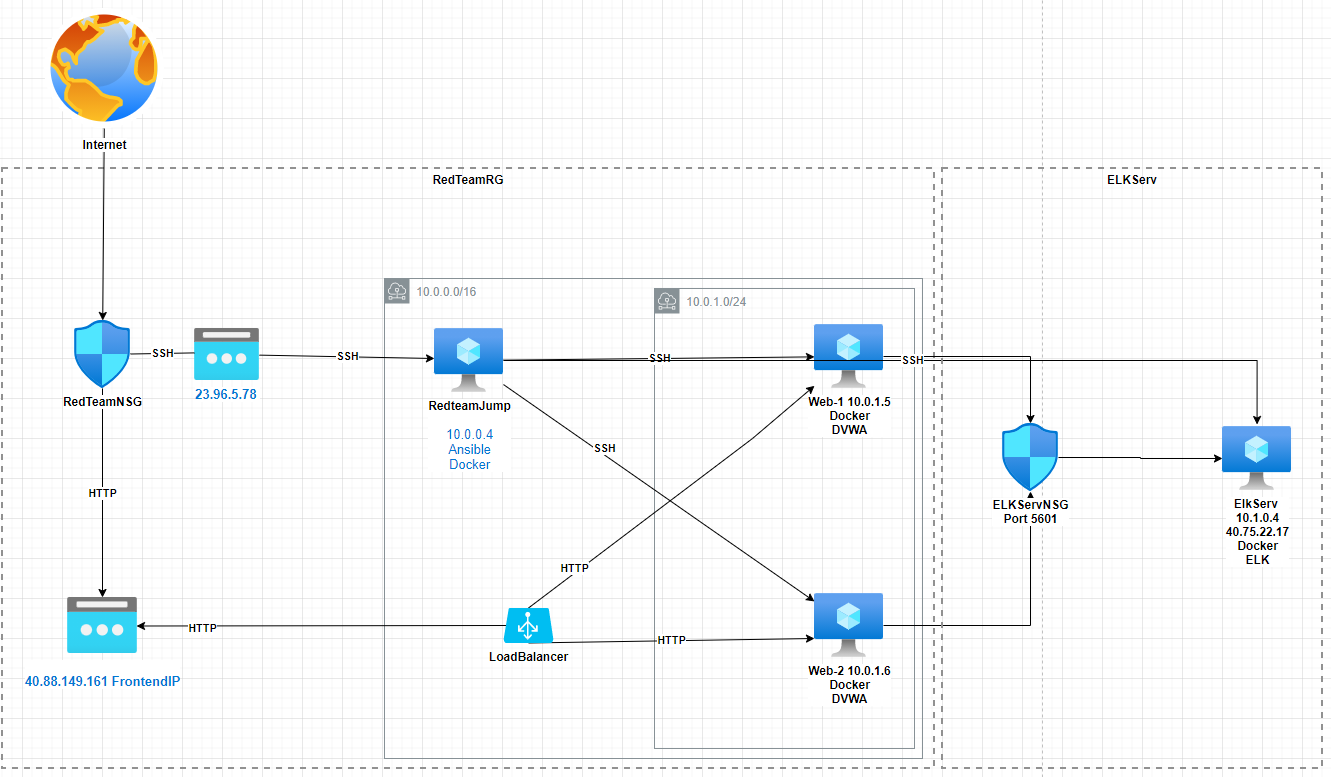 Internet
RedTeamRG
ELKServ
10.0.0.0/16
10.0.1.0/24
SSH
SSH
SSH
SSH
RedTeamNSG
23.96.5.78
RedteamJump
10.0.0.4
Ansible
Docker
Web-1 10.0.1.5
Docker
DVWA
SSH
HTTP
ELKServNSG
Port 5601
ElkServ
10.1.0.4
40.75.22.17
Docker
ELK
HTTP
HTTP
HTTP
LoadBalancer
40.88.149.161 FrontendIP
Web-2 10.0.1.6
Docker
DVWA